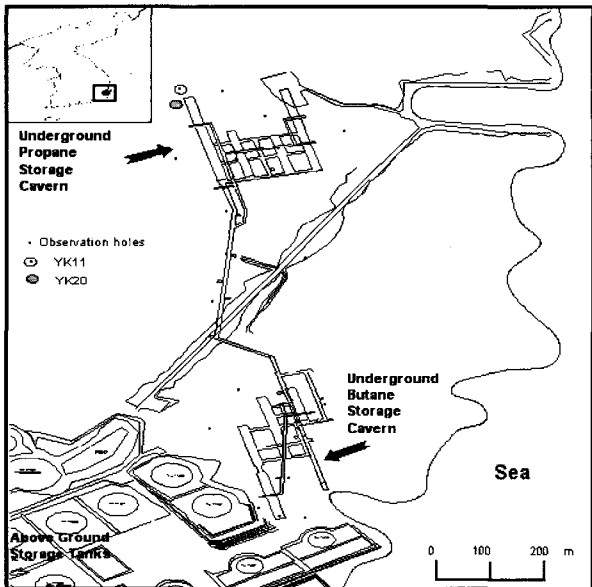 Underground
Propane
Storage
Cavern
Observation holes
YK11
YK20
Underground
Butane
Storage
Cavern
Sea
Above Ground
Storage Tanks
0 100 200 m